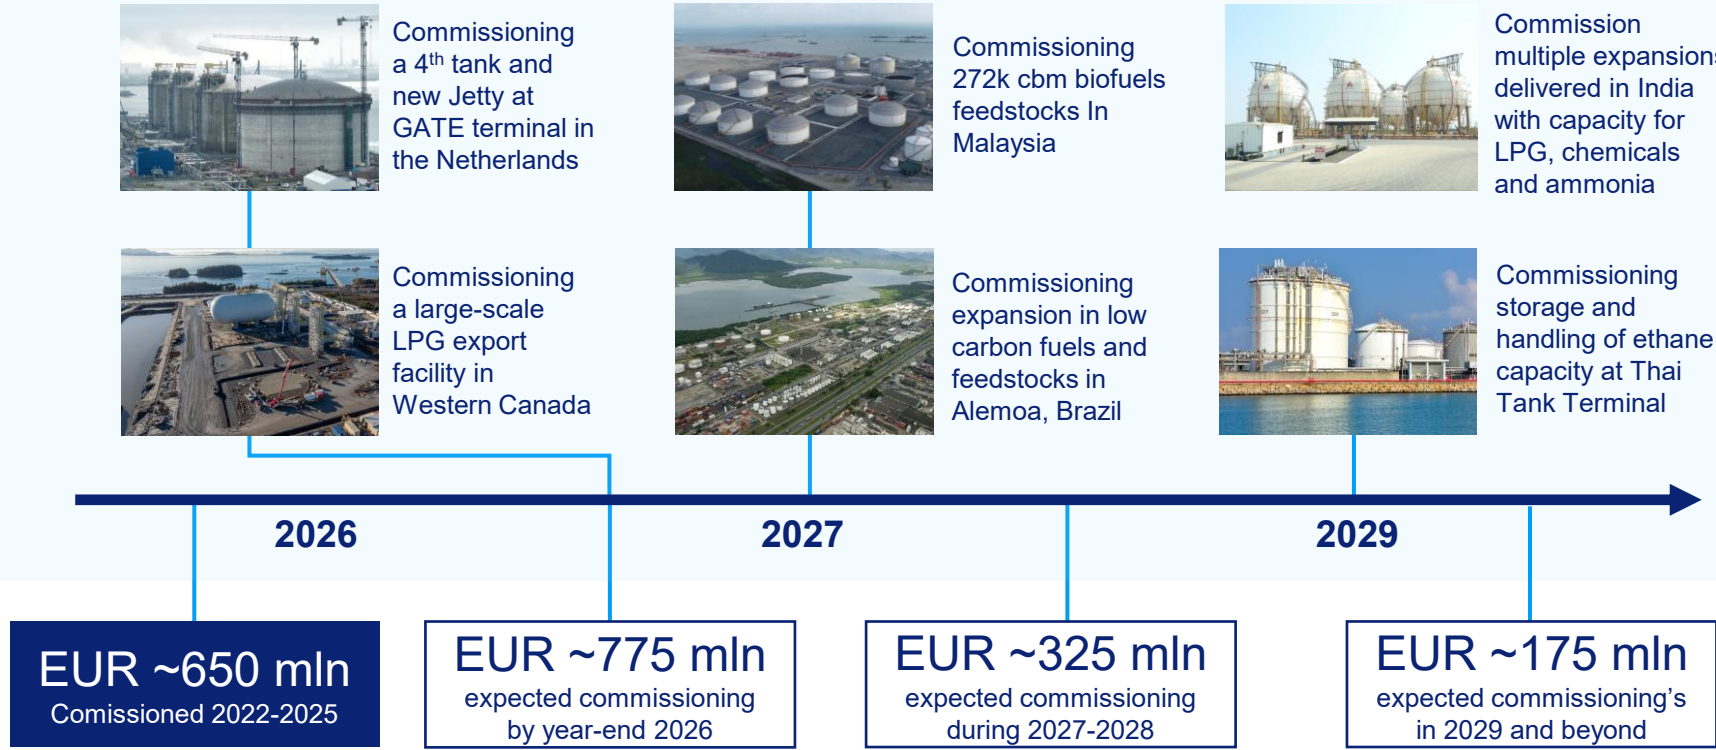 Commissioning
a 4th tank and
new Jetty at
GATE terminal in
the Netherlands
Commissioning
272k cbm biofuels
feedstocks In
Malaysia
Commission
multiple expansions
delivered in India
with capacity for
LPG, chemicals
and ammonia
Commissioning
a large-scale
LPG export
facility in
Western Canada
Commissioning
expansion in low
carbon fuels and
feedstocks in
Alemoa, Brazil
Commissioning
storage and
handling of ethane
capacity at Thai
Tank Terminal
2026
2027
2029
EUR ~650 mln
Comissioned 2022-2025
EUR ~775 mln
expected commissioning
by year-end 2026
EUR ~325 mln
expected commissioning
during 2027-2028
EUR ~175 mln
expected commissioning’s
in 2029 and beyond